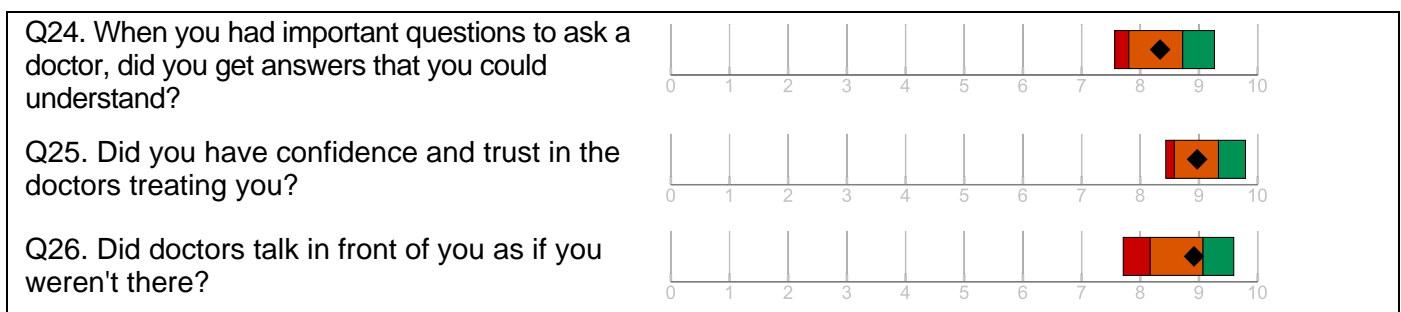 Q24. When you had important questions to ask a
doctor, did you get answers that you could
understand?
0 1 2 3 4 5 6 7 8 9 10
Q25. Did you have confidence and trust in the
doctors treating you?
0 1 2 3 4 5 6 7 8 9 10
Q26. Did doctors talk in front of you as if you
weren't there?
0 1 2 3 4 5 6 7 8 9 10